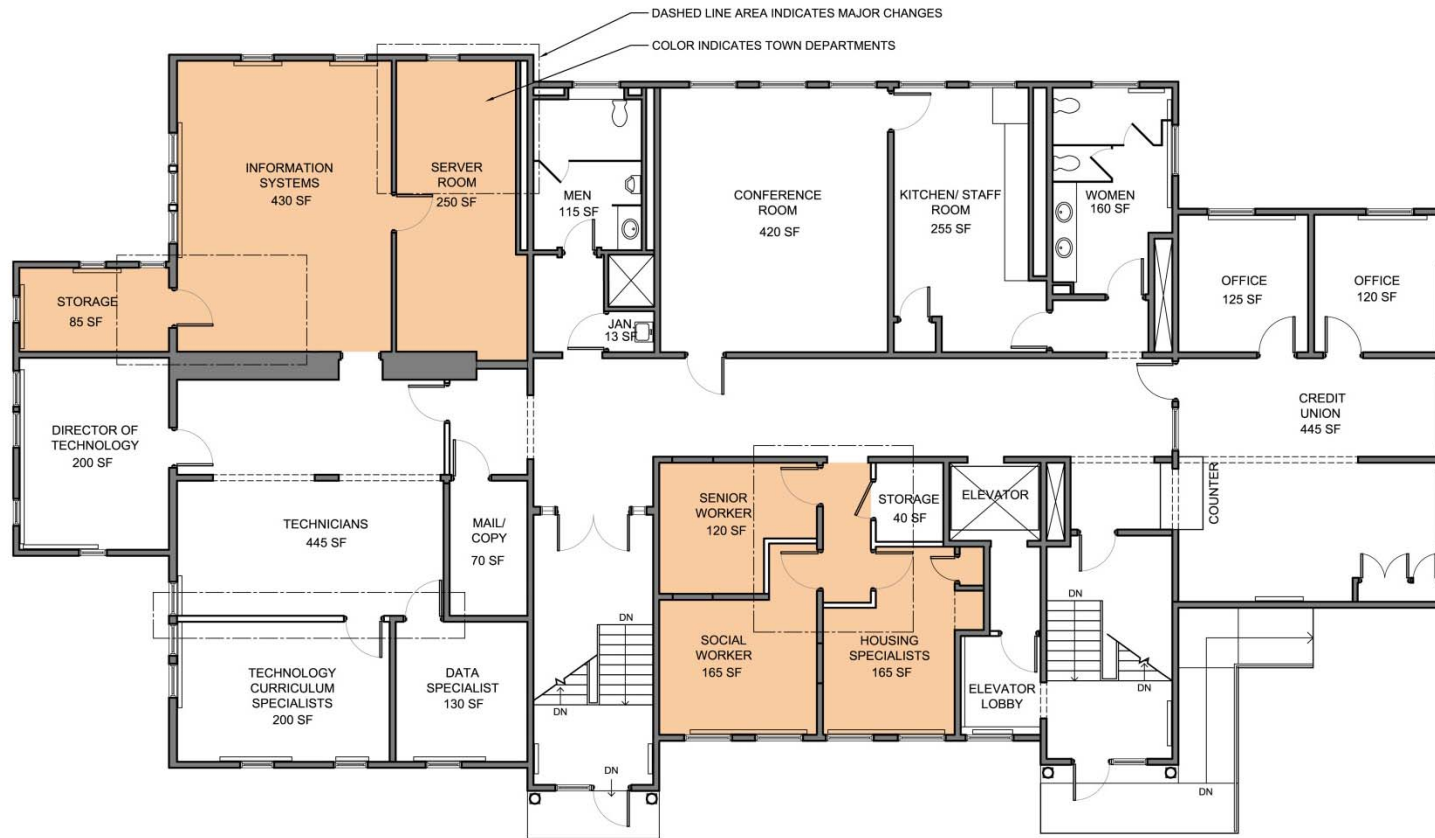 DASHED LINE AREA INDICATES MAJOR CHANGES
COLOR INDICATES TOWN DEPARTMENTS
INFORMATION
SYSTEMS
430 SF
SERVER
ROOM
250 SF
MEN
115 SF
CONFERENCE
ROOM
420 SF
KITCHEN/ STAFF
ROOM
255 SF
WOMEN
160 SF
OFFICE
125 SF
OFFICE
120 SF
STORAGE
85 SF
JAN.
13 SF
DIRECTOR OF
TECHNOLOGY
200 SF
CREDIT
UNION
445 SF
COUNTER
TECHNICIANS
445 SF
MAIL/
COPY
70 SF
SENIOR
WORKER
120 SF
STORAGE
40 SF
ELEVATOR
TECHNOLOGY
CURRICULUM
SPECIALISTS
200 SF
DATA
SPECIALIST
130 SF
DN
DN
DN
SOCIAL
WORKER
165 SF
HOUSING
SPECIALISTS
165 SF
ELEVATOR
LOBBY
DN
DN
DN